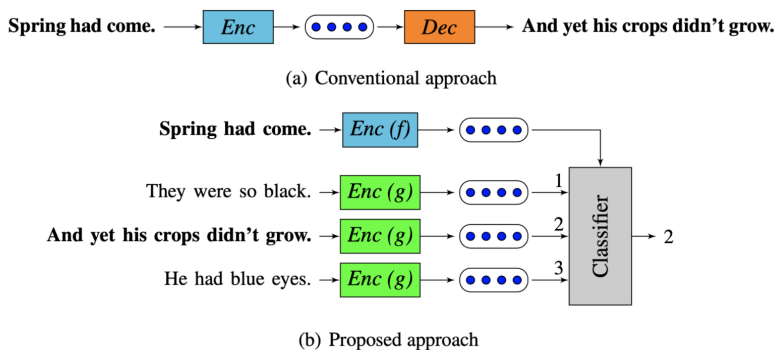 Spring had come. Enc Dec And yet his crops didn't grow.
(a) Conventional approach
Spring had come. Enc (f)
They were so black. Enc (g) 1
And yet his crops didn't grow. Enc (g) 2 Classifier 2
He had blue eyes. Enc (g) 3
(b) Proposed approach